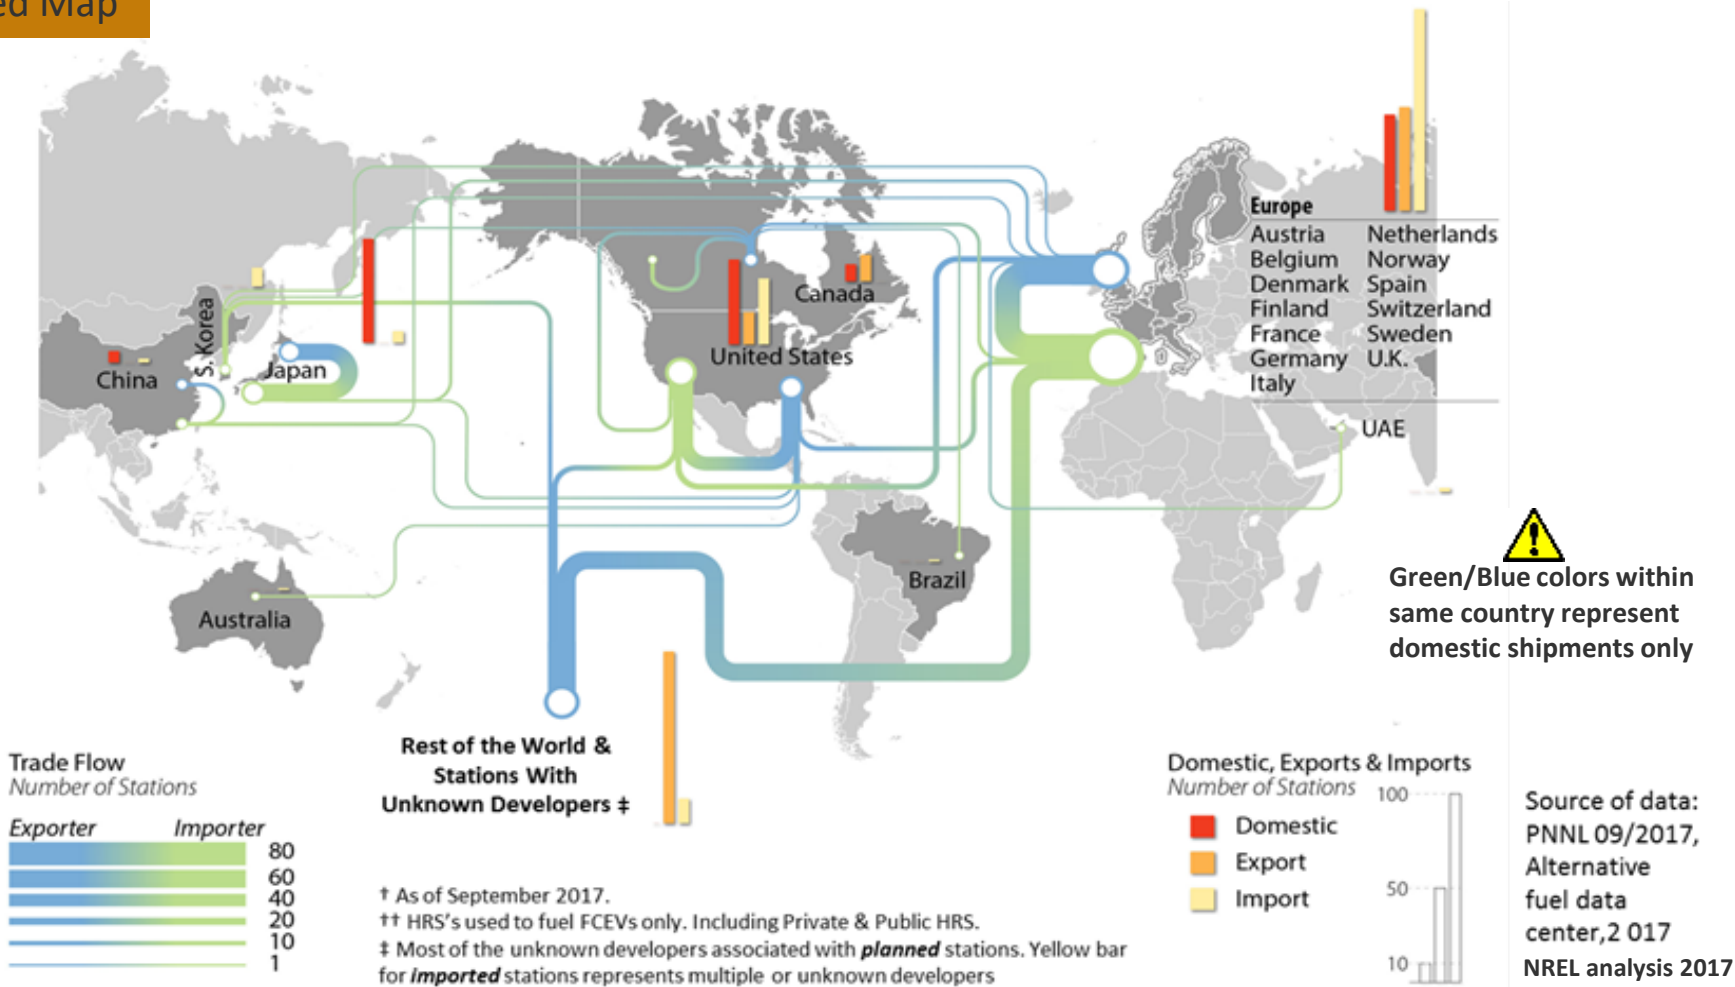 ed Map
Europe
Austria
Belgium
Denmark
Finland
France
Germany
Italy
Netherlands
Norway
Spain
Switzerland
Sweden
U.K.
UAE
Canada
United States
S. Korea
Japan
China
Australia
Brazil
Green/Blue colors within
same country represent
domestic shipments only
Rest of the World &
Stations With
Unknown Developers ‡
Trade Flow
Number of Stations
Exporter Importer
80
60
40
20
10
1
† As of September 2017.
†† HRS's used to fuel FCEVs only. Including Private & Public HRS.
‡ Most of the unknown developers associated with planned stations. Yellow bar
for imported stations represents multiple or unknown developers
Domestic, Exports & Imports
Number of Stations
Domestic
Export
Import
100
50
10
Source of data:
PNNL 09/2017,
Alternative
fuel data
center,2 017
NREL analysis 2017